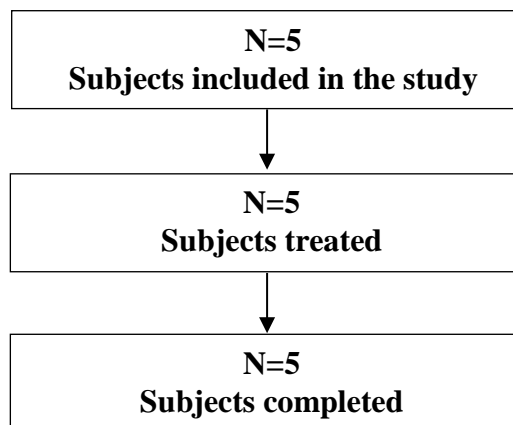 N=5
Subjects included in the study
N=5
Subjects treated
N=5
Subjects completed